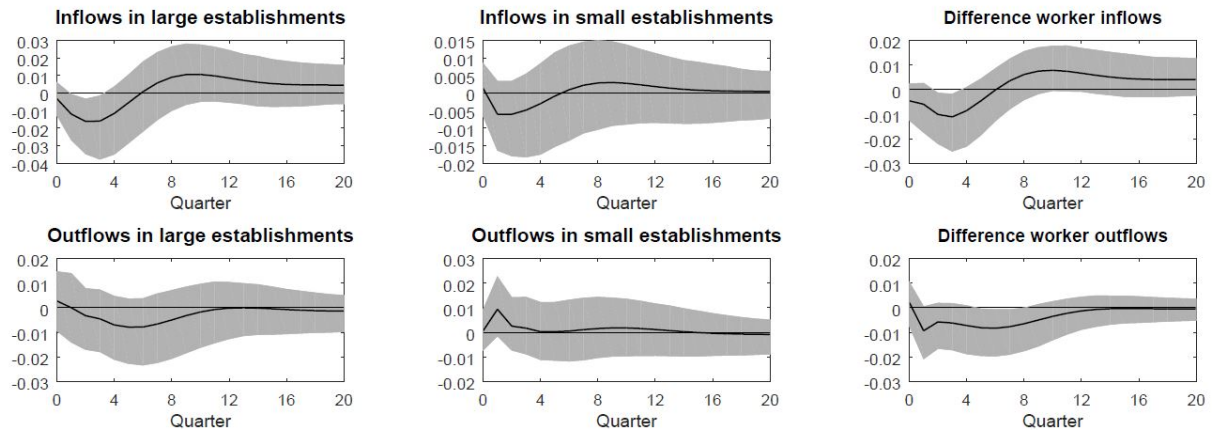 Inflows in large establishments
0.03
0.02
0.01
0
-0.01
-0.02
-0.03
-0.04
0 4 8 12 16 20
Quarter
Inflows in small establishments
0.015
0.01
0.005
0
-0.005
-0.01
-0.015
-0.02
0 4 8 12 16 20
Quarter
Difference worker inflows
0.02
0.01
0
-0.01
-0.02
-0.03
0 4 8 12 16 20
Quarter
Outflows in large establishments
0.02
0.01
0
-0.01
-0.02
-0.03
0 4 8 12 16 20
Quarter
Outflows in small establishments
0.03
0.02
0.01
0
-0.01
-0.02
0 4 8 12 16 20
Quarter
Difference worker outflows
0.02
0.01
0
-0.01
-0.02
-0.03
0 4 8 12 16 20
Quarter